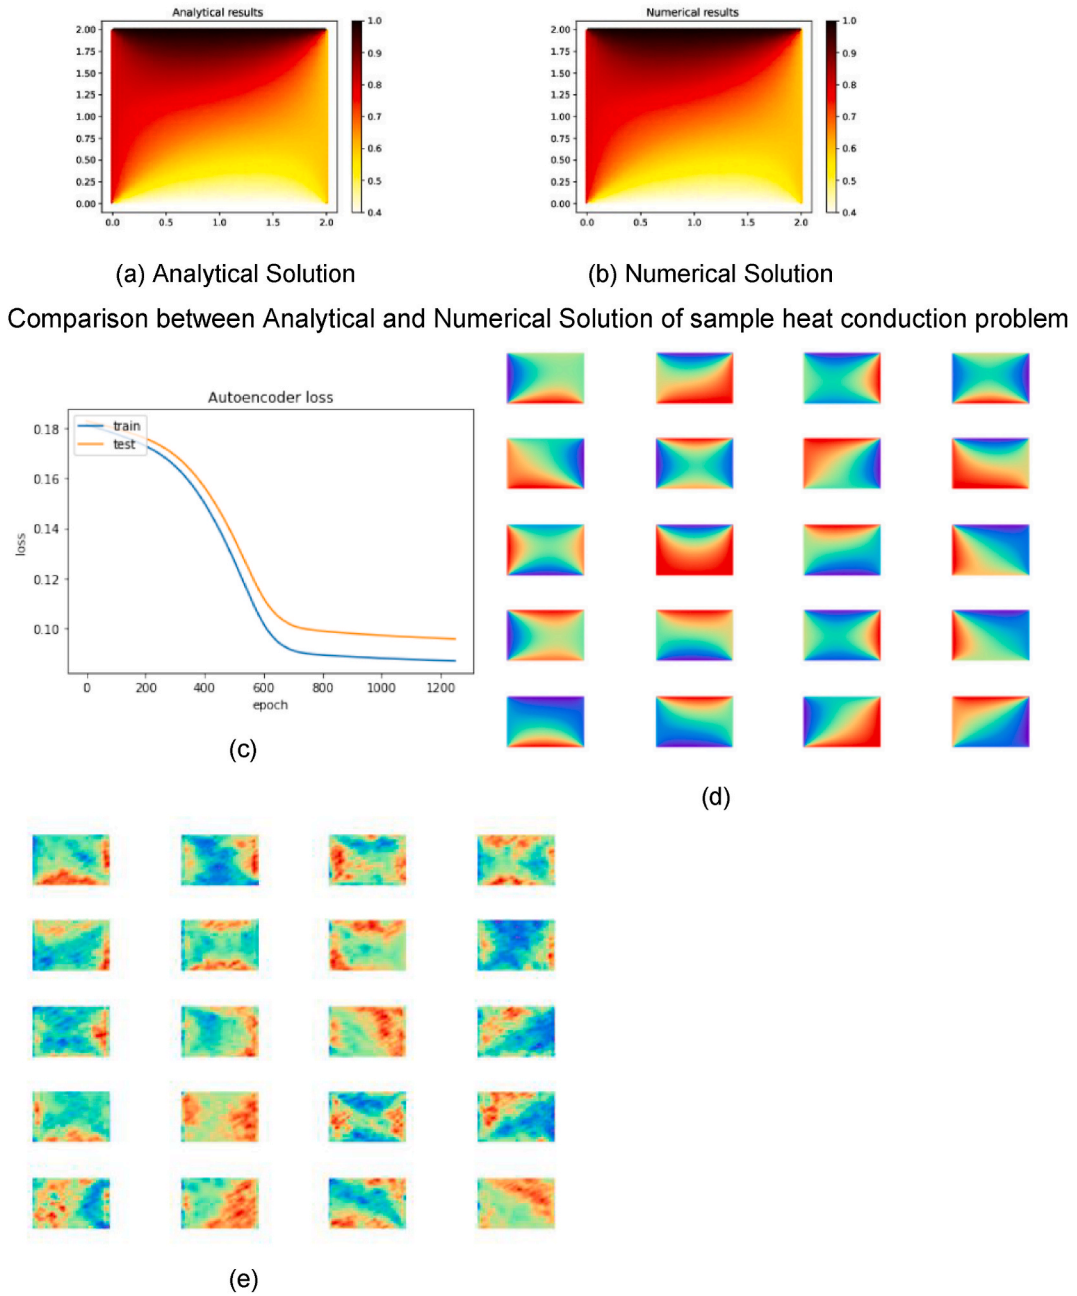 Analytical results
2.00
1.75
1.50
1.25
1.00
0.75
0.50
0.25
0.00
0.0 0.5 1.0 1.5 2.0
1.0
0.9
0.8
0.7
0.6
0.5
0.4
Numerical results
2.00
1.75
1.50
1.25
1.00
0.75
0.50
0.25
0.00
0.0 0.5 1.0 1.5 2.0
1.0
0.9
0.8
0.7
0.6
0.5
0.4
(a) Analytical Solution
(b) Numerical Solution
Comparison between Analytical and Numerical Solution of sample heat conduction problem
Autoencoder loss
train
test
0.18
0.16
0.14
0.12
0.10
loss
0 200 400 600 800 1000 1200
epoch
(c)
(d)
(e)